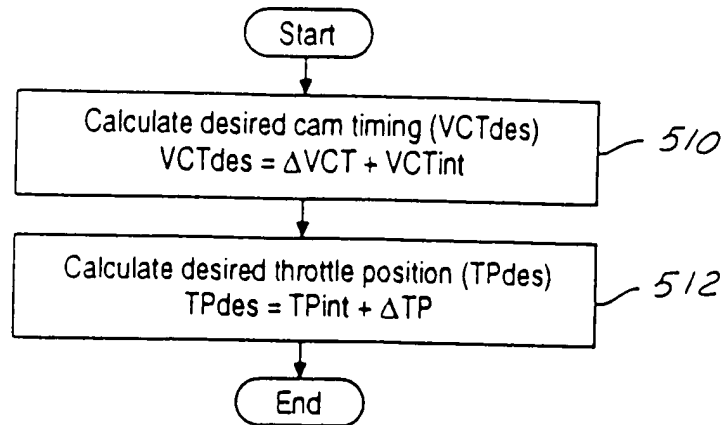 Start
Calculate desired cam timing (VCTdes)
VCTdes = ΔVCT + VCTint
510
Calculate desired throttle position (TPdes)
TPdes = TPint + ΔTP
512
End